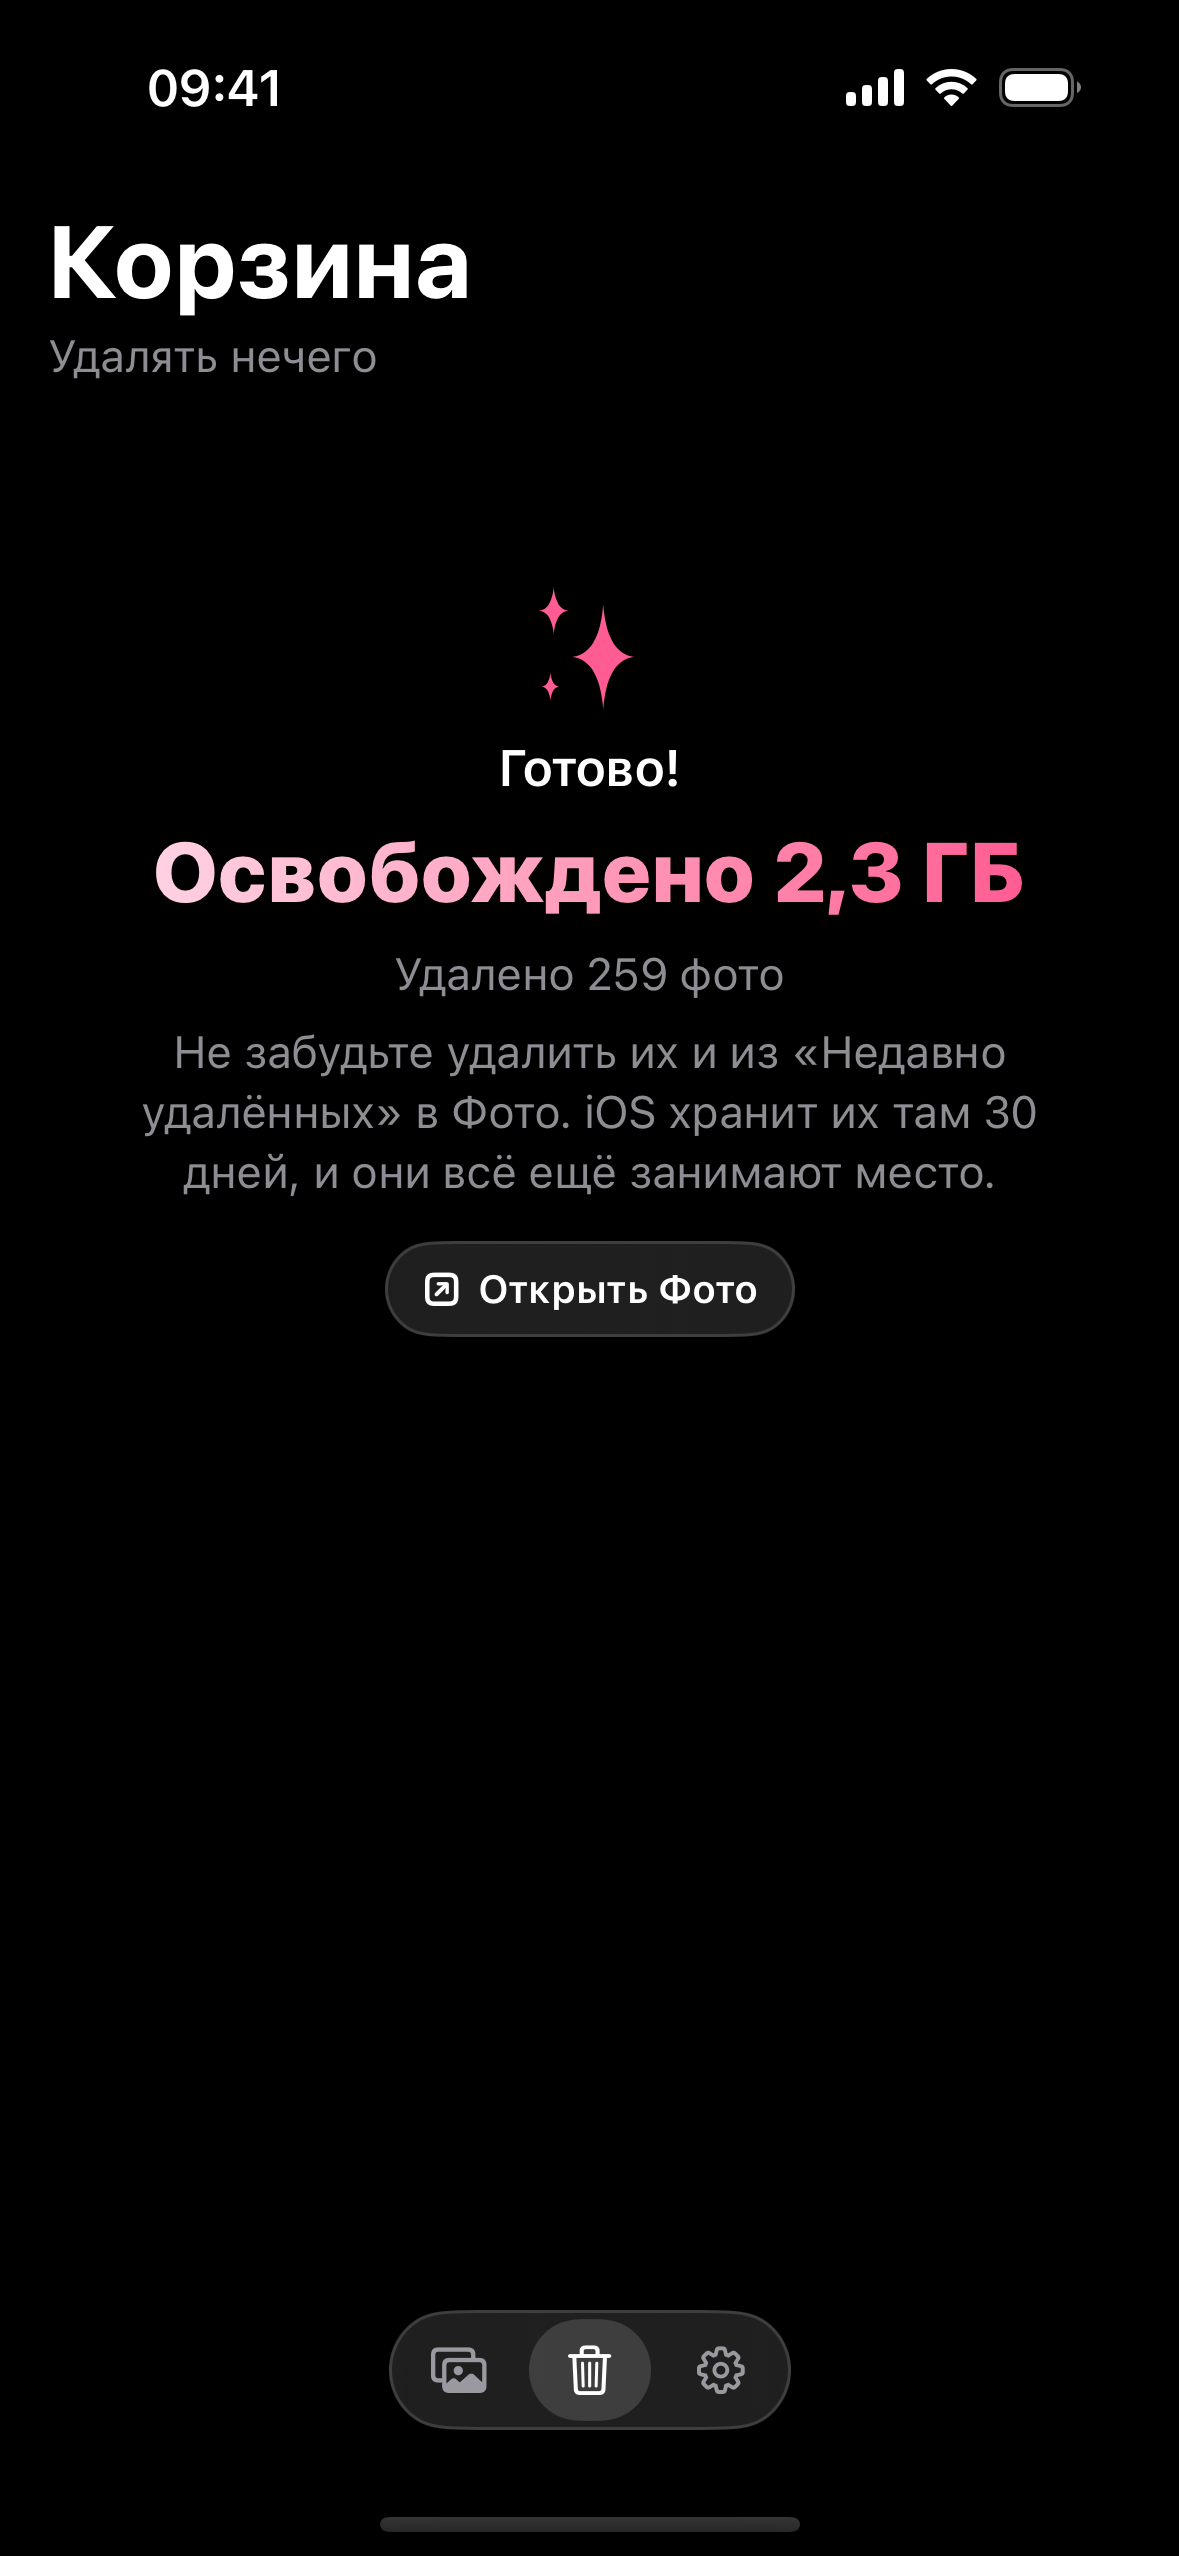 09:41
Корзина
Удалять нечего
Готово!
Освобождено 2,3 ГБ
Удалено 259 фото
Не забудьте удалить их и из «Недавно
удалённых» в Фото. iOS хранит их там 30
дней, и они всё ещё занимают место.
Открыть Фото